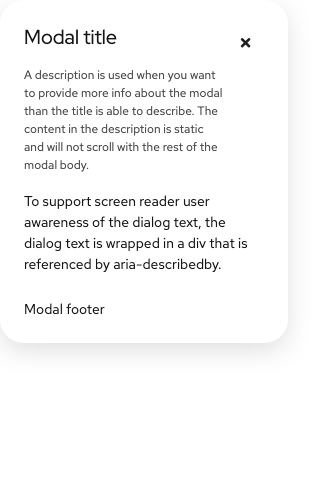 Modal title
A description is used when you want
to provide more info about the modal
than the title is able to describe. The
content in the description is static
and will not scroll with the rest of the
modal body.
To support screen reader user
awareness of the dialog text, the
dialog text is wrapped in a div that is
referenced by aria-describedby.
Modal footer